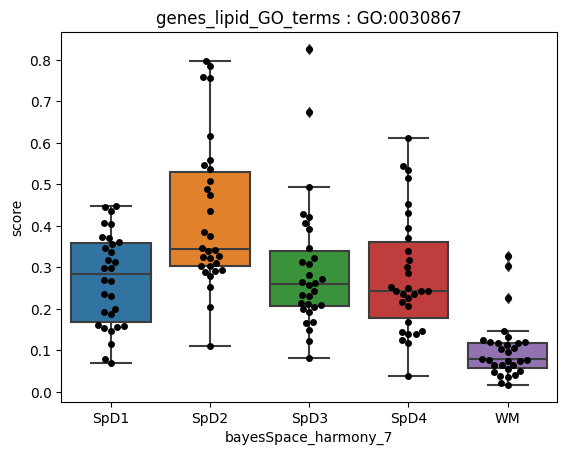 genes_lipid_GO_terms : GO:0030867
0.8
0.7
0.6
0.5
0.4
0.3
0.2
0.1
0.0
score
SpD1 SpD2 SpD3 SpD4 WM
bayesSpace_harmony_7